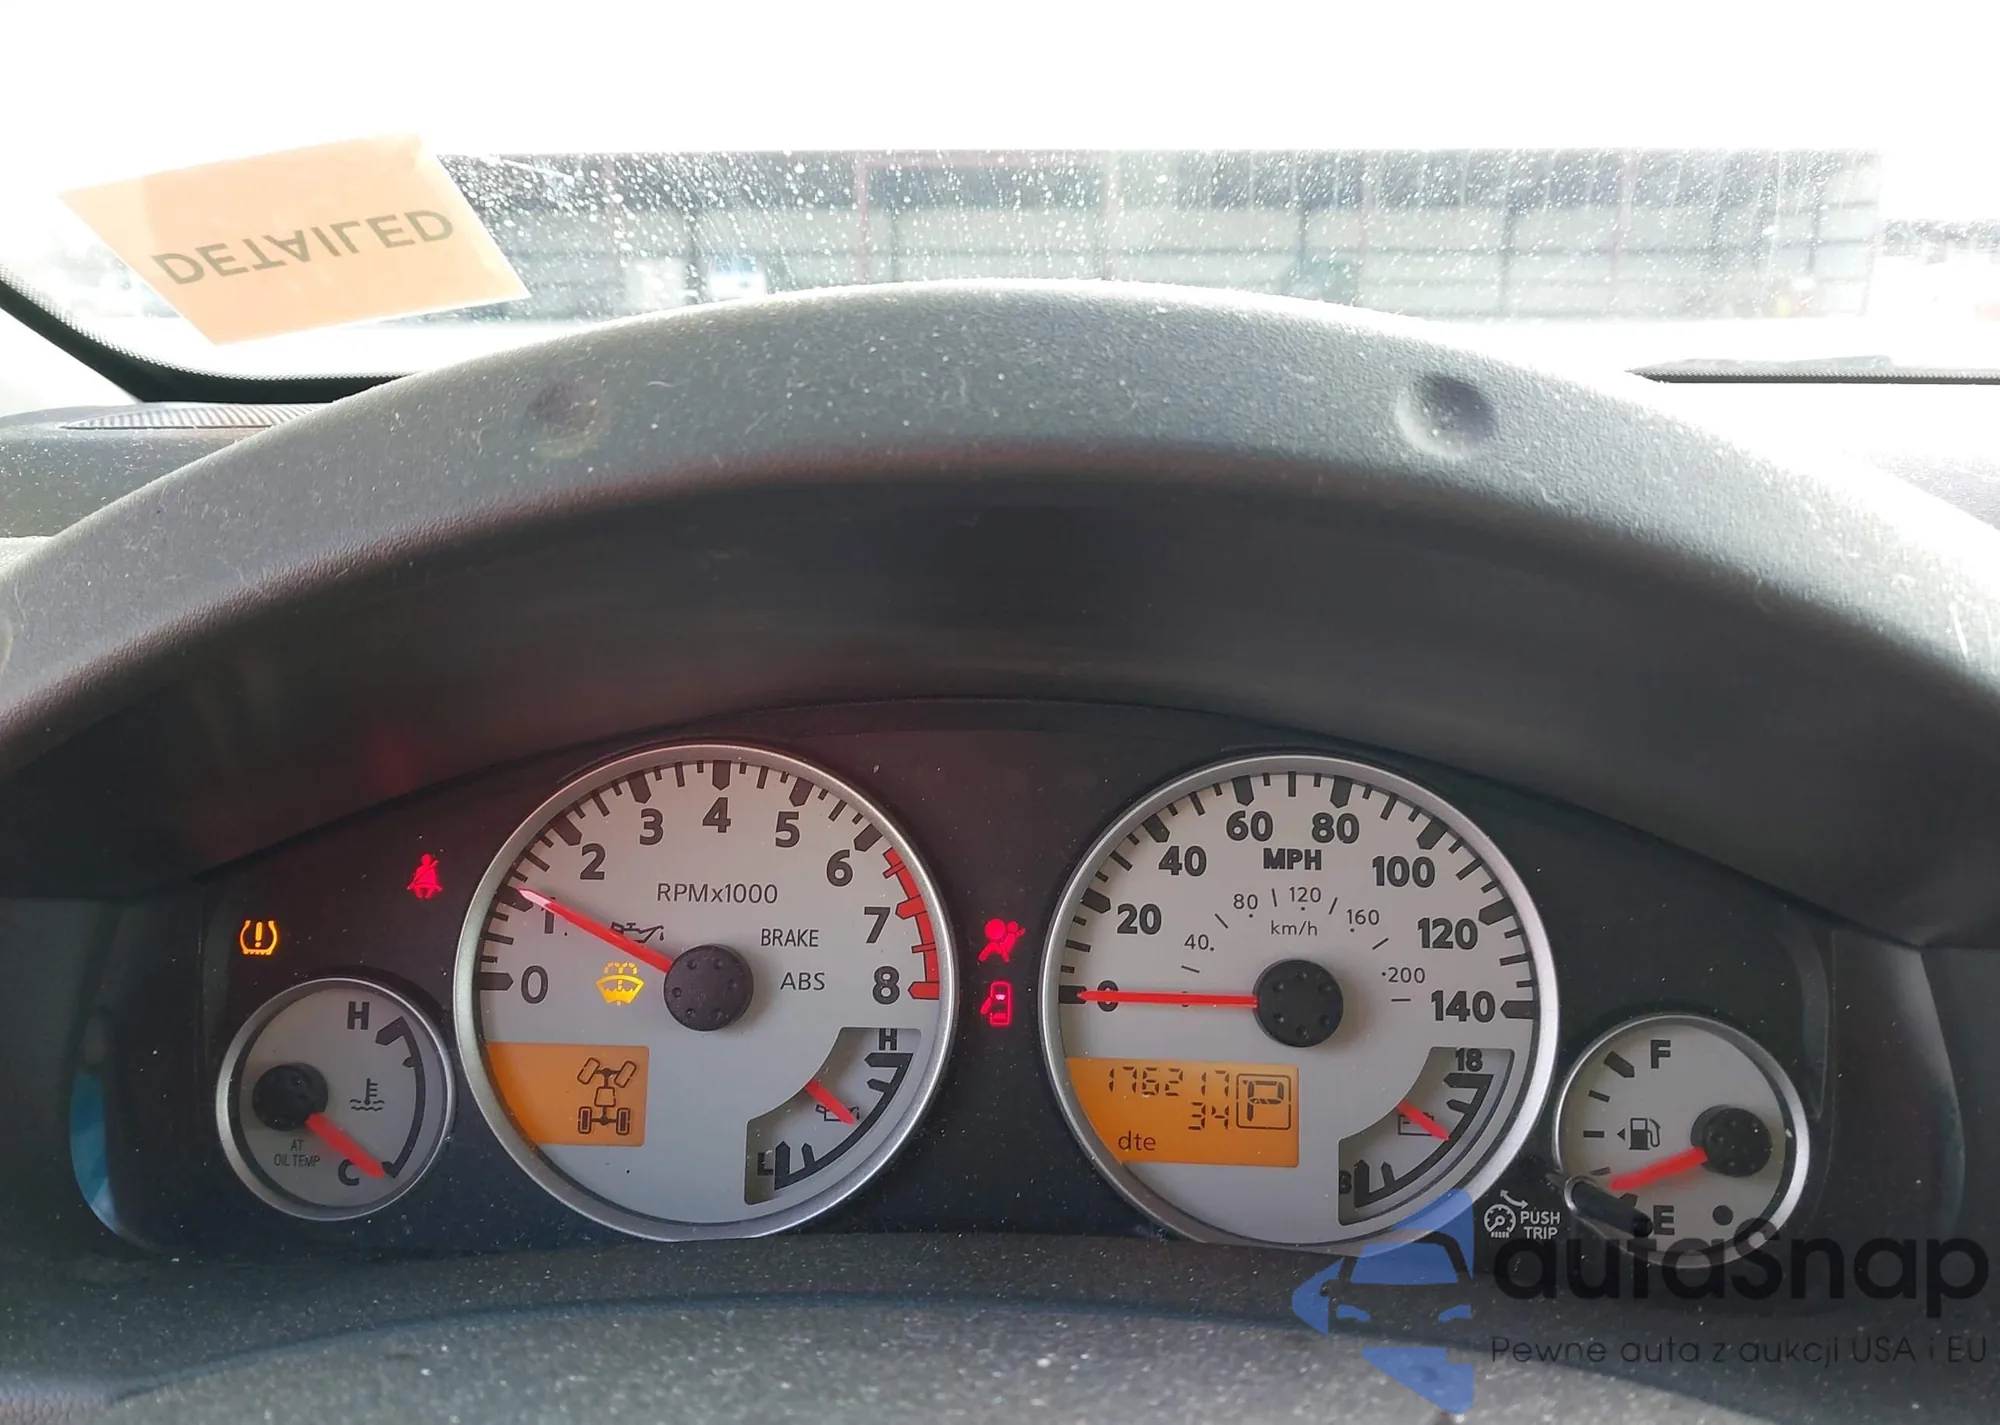 DETAILED
0
1
2
3
4
5
6
7
8
RPMx1000
BRAKE
ABS
H
AT
OIL TEMP
C
H
L
0
20
40
60
80
100
120
140
MPH
40
80
120
160
200
km/h
176217
34
P
dte
18
8
F
E
PUSH
TRIP
autaSnap
Pewne auta z aukcji USA i EU